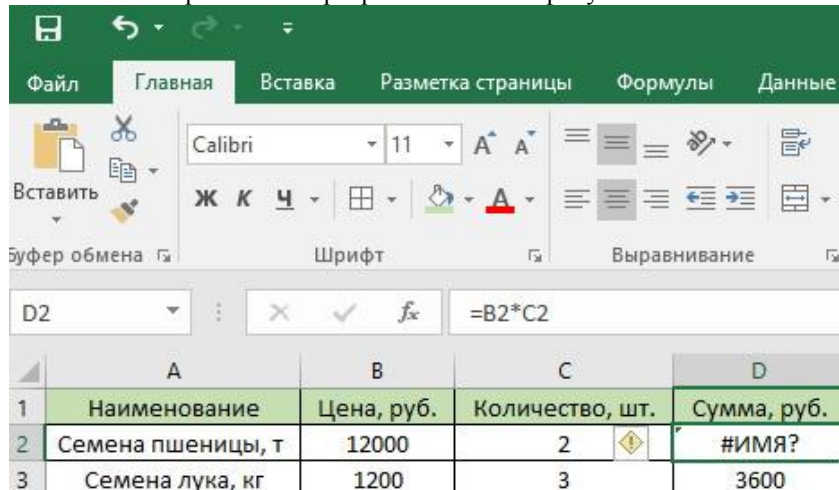 Файл Главная Вставка Разметка страницы Формулы Данные
Calibri 11 A A
Вставить Ж К Ч A
буфер обмена Шрифт Выравнивание
D2 fx =B2*C2
A B C D
1 Наименование Цена, руб. Количество, шт. Сумма, руб.
2 Семена пшеницы, т 12000 2 #ИМЯ?
3 Семена лука, кг 1200 3 3600